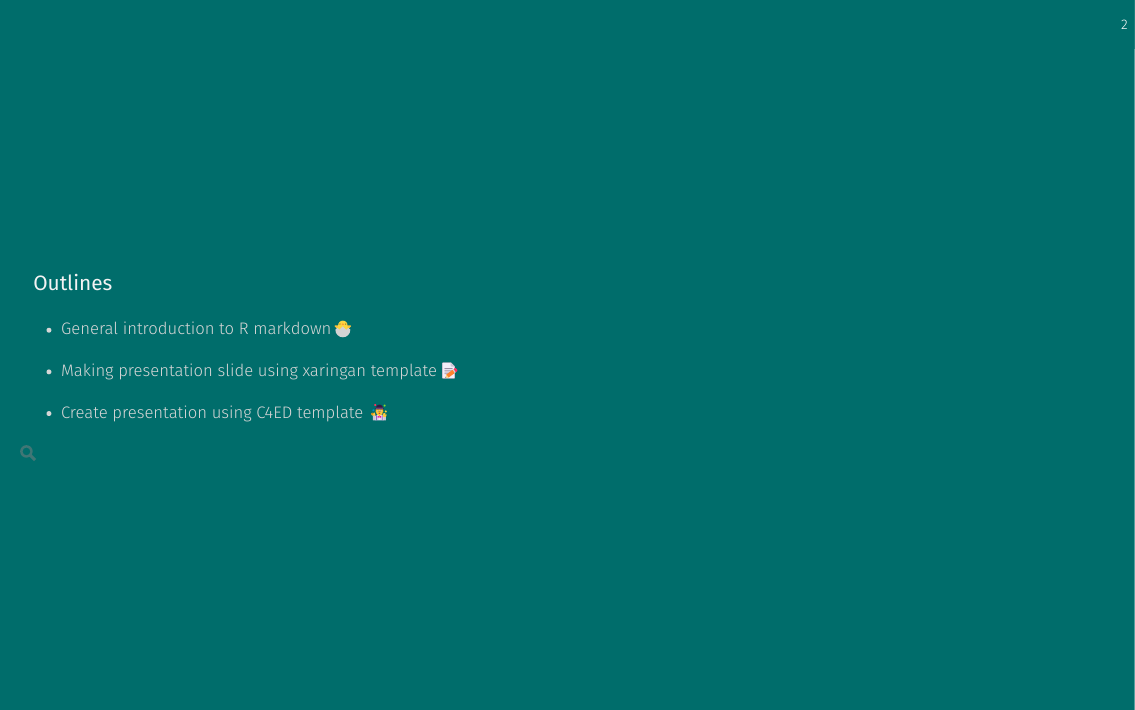 2
Outlines
• General introduction to R markdown🐣
• Making presentation slide using xaringan template 📝
• Create presentation using C4ED template 🤹